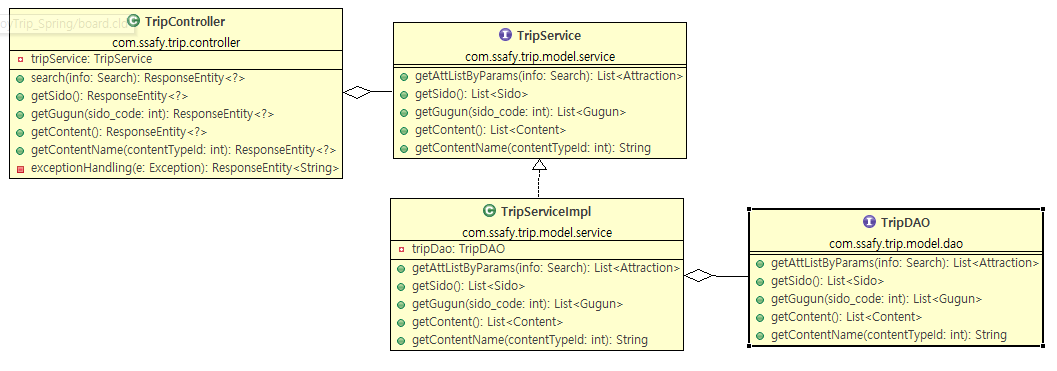 TripController
com.ssafy.trip.controller
tripService: TripService
search(info: Search): ResponseEntity<?>
getSido(): ResponseEntity<?>
getGugun(sido_code: int): ResponseEntity<?>
getContent(): ResponseEntity<?>
getContentName(contentTypeId: int): ResponseEntity<?>
exceptionHandling(e: Exception): ResponseEntity<String>
TripService
com.ssafy.trip.model.service
getAttListByParams(info: Search): List<Attraction>
getSido(): List<Sido>
getGugun(sido_code: int): List<Gugun>
getContent(): List<Content>
getContentName(contentTypeId: int): String
TripServiceImpl
com.ssafy.trip.model.service
tripDao: TripDAO
getAttListByParams(info: Search): List<Attraction>
getSido(): List<Sido>
getGugun(sido_code: int): List<Gugun>
getContent(): List<Content>
getContentName(contentTypeId: int): String
TripDAO
com.ssafy.trip.model.dao
getAttListByParams(info: Search): List<Attraction>
getSido(): List<Sido>
getGugun(sido_code: int): List<Gugun>
getContent(): List<Content>
getContentName(contentTypeId: int): String